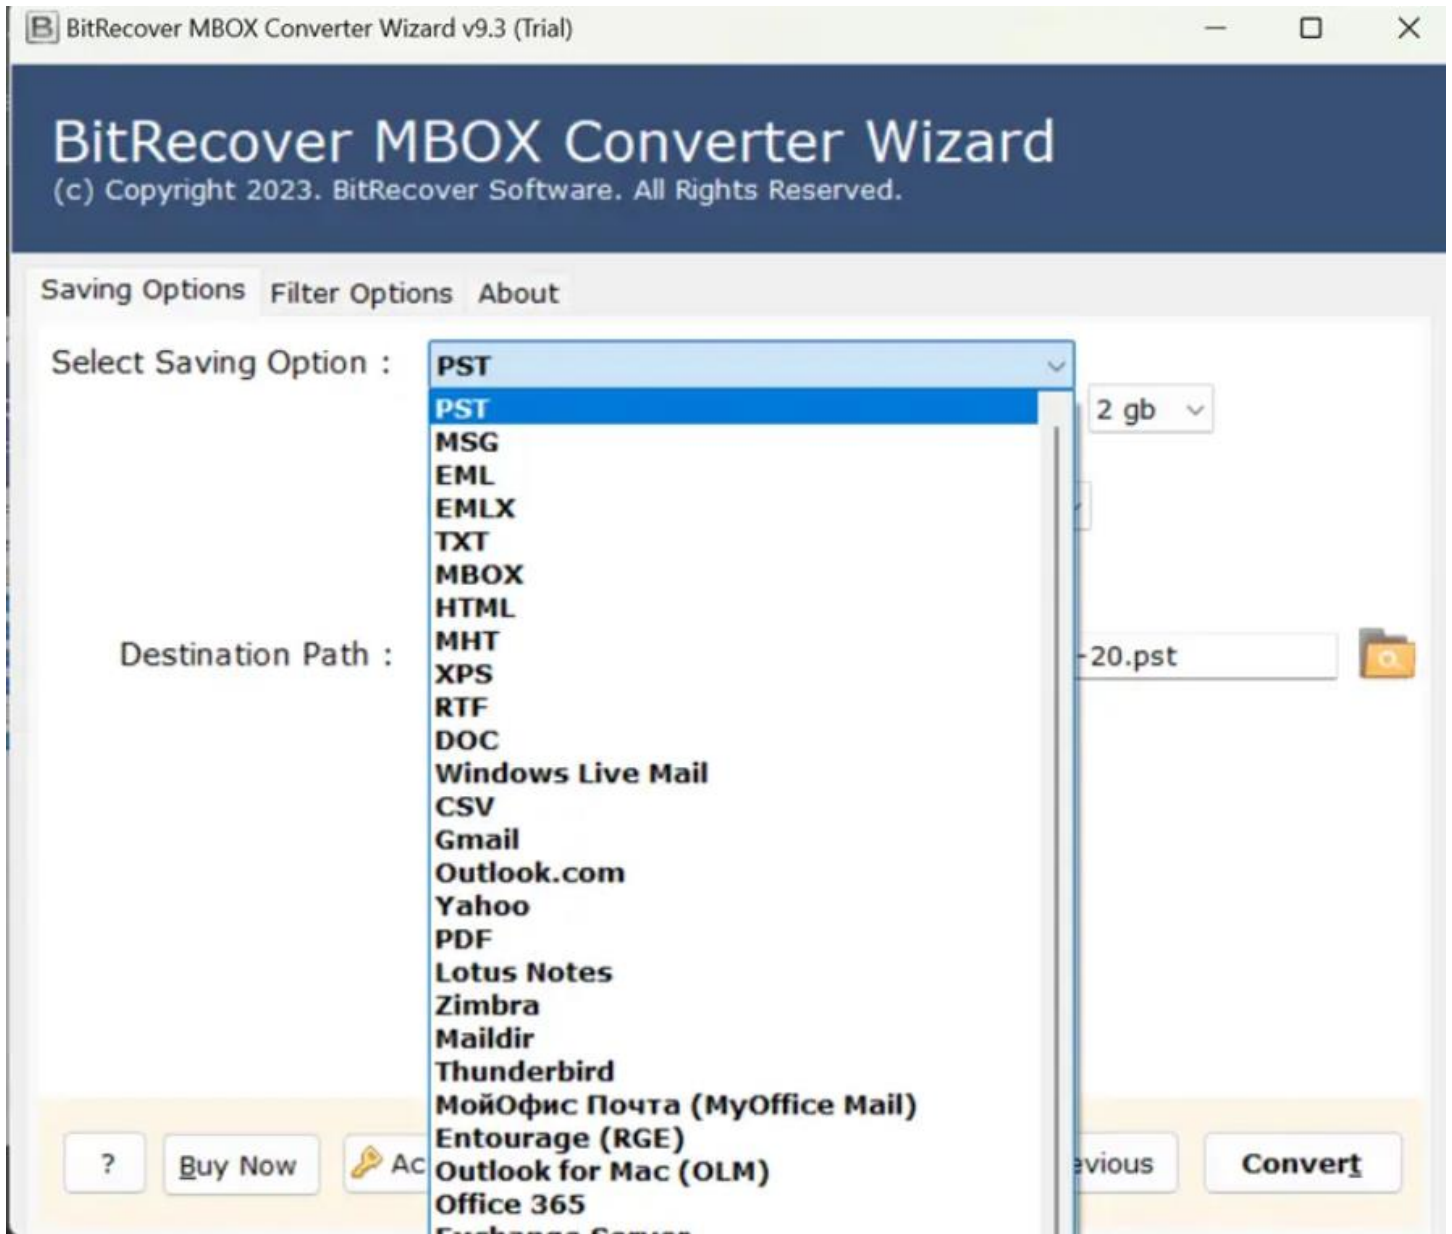 BitRecover MBOX Converter Wizard v9.3 (Trial)
BitRecover MBOX Converter Wizard
(c) Copyright 2023. BitRecover Software. All Rights Reserved.
Saving Options Filter Options About
Select Saving Option : PST
PST
2 gb
MSG
EML
EMLX
TXT
MBOX
HTML
MHT
Destination Path : -20.pst
XPS
RTF
DOC
Windows Live Mail
CSV
Gmail
Outlook.com
Yahoo
PDF
Lotus Notes
Zimbra
Maildir
Thunderbird
МойОфис Почта (MyOffice Mail)
Entourage (RGE)
? Buy Now Ac evious Convert
Outlook for Mac (OLM)
Office 365
Exchange Server